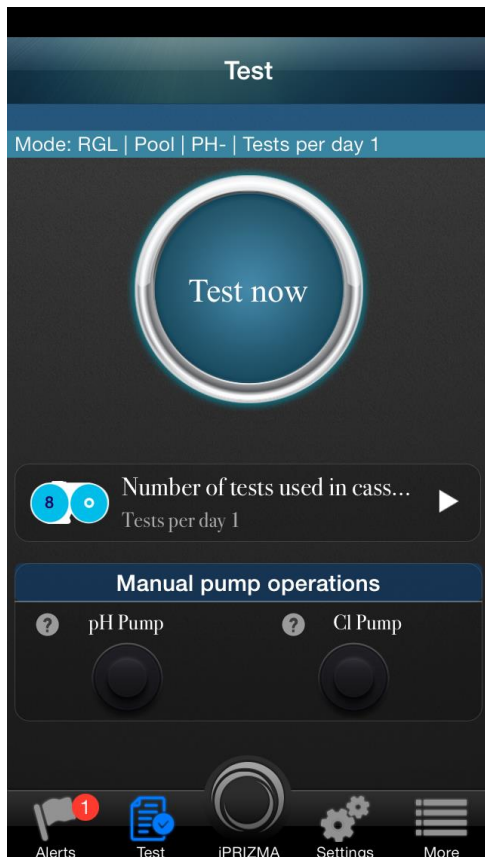 Test
Mode: RGL | Pool | PH- | Tests per day 1
Test now
8
Number of tests used in cass...
Tests per day 1
Manual pump operations
? pH Pump ? Cl Pump
1
Alerts Test iPRIZMA Settings More